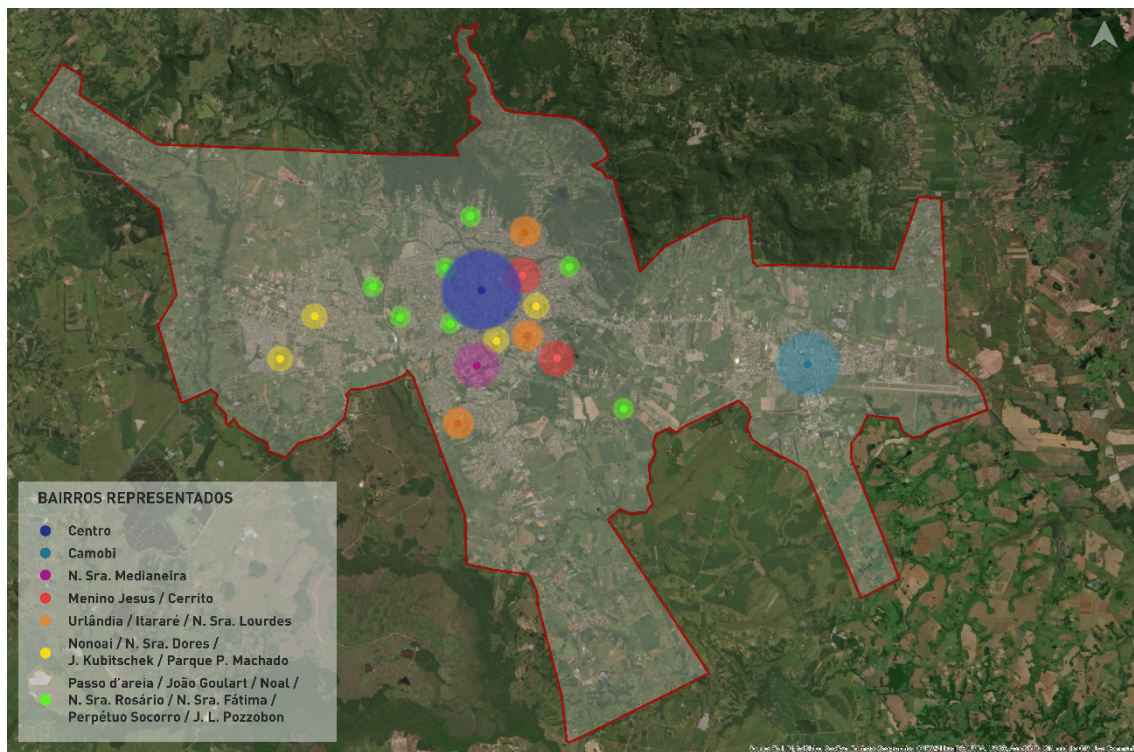 BAIRROS REPRESENTADOS
Centro
Camobi
N. Sra. Medianeira
Menino Jesus / Cerrito
Urlândia / Itararé / N. Sra. Lourdes
Nonoai / N. Sra. Dores /
J. Kubitschek / Parque P. Machado
Passo d'areia / João Goulart / Noal /
N. Sra. Rosário / N. Sra. Fátima /
Perpétuo Socorro / J. L. Pozzobon